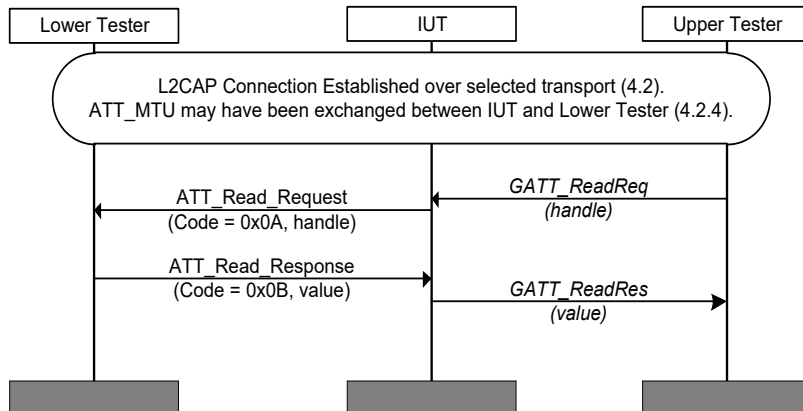 Lower Tester
IUT
Upper Tester
L2CAP Connection Established over selected transport (4.2).
ATT_MTU may have been exchanged between IUT and Lower Tester (4.2.4).
GATT_ReadReq
(handle)
ATT_Read_Request
(Code = 0x0A, handle)
ATT_Read_Response
(Code = 0x0B, value)
GATT_ReadRes
(value)